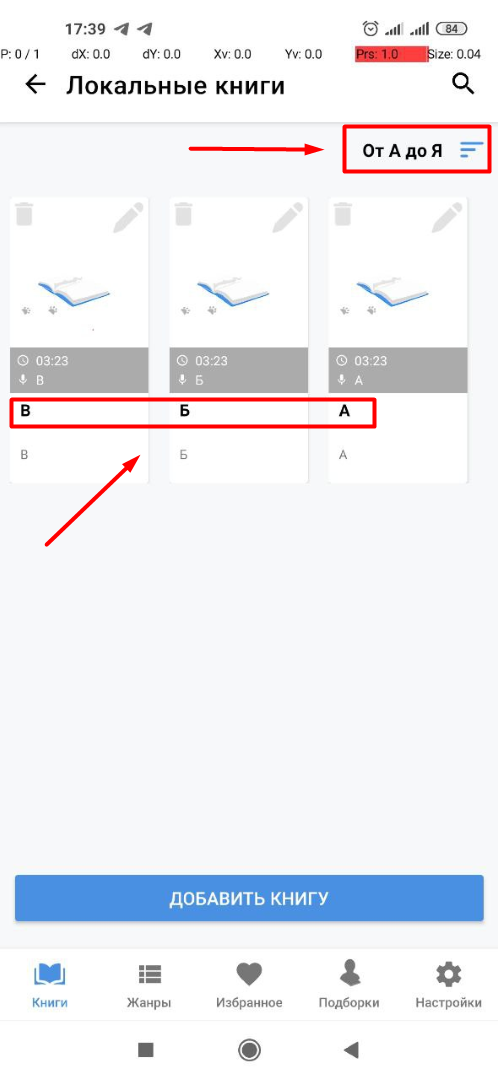 17:39 84
P: 0 / 1 dX: 0.0 dY: 0.0 Xv: 0.0 Yv: 0.0 Prs: 1.0 Size: 0.04
Локальные книги
От А до Я
03:23 03:23 03:23
В Б А
В Б А
В Б А
ДОБАВИТЬ КНИГУ
Книги Жанры Избранное Подборки Настройки